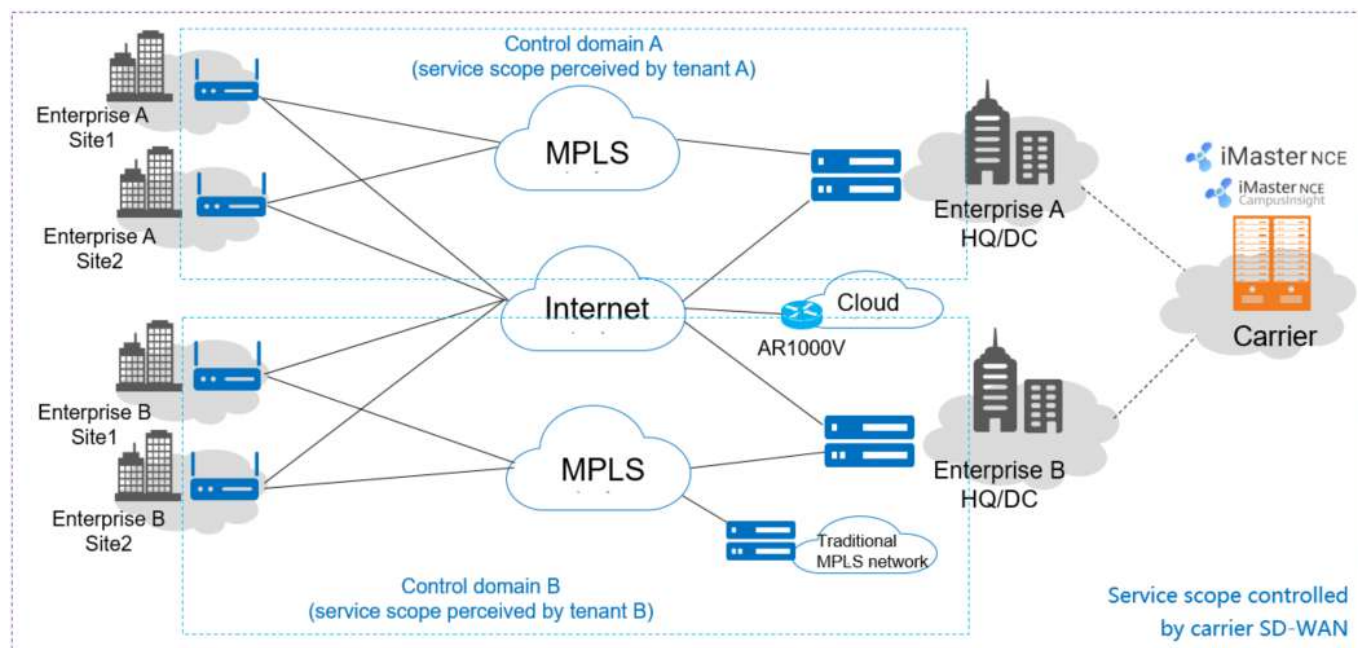 Control domain A
(service scope perceived by tenant A)
Enterprise A
Site1
MPLS
iMaster NCE
iMaster NCE
CampusInsight
Enterprise A
Site2
Enterprise A
HQ/DC
Internet
Cloud
AR1000V
Carrier
Enterprise B
Site1
MPLS
Enterprise B
HQ/DC
Enterprise B
Site2
Traditional
MPLS network
Control domain B
(service scope perceived by tenant B)
Service scope controlled
by carrier SD-WAN